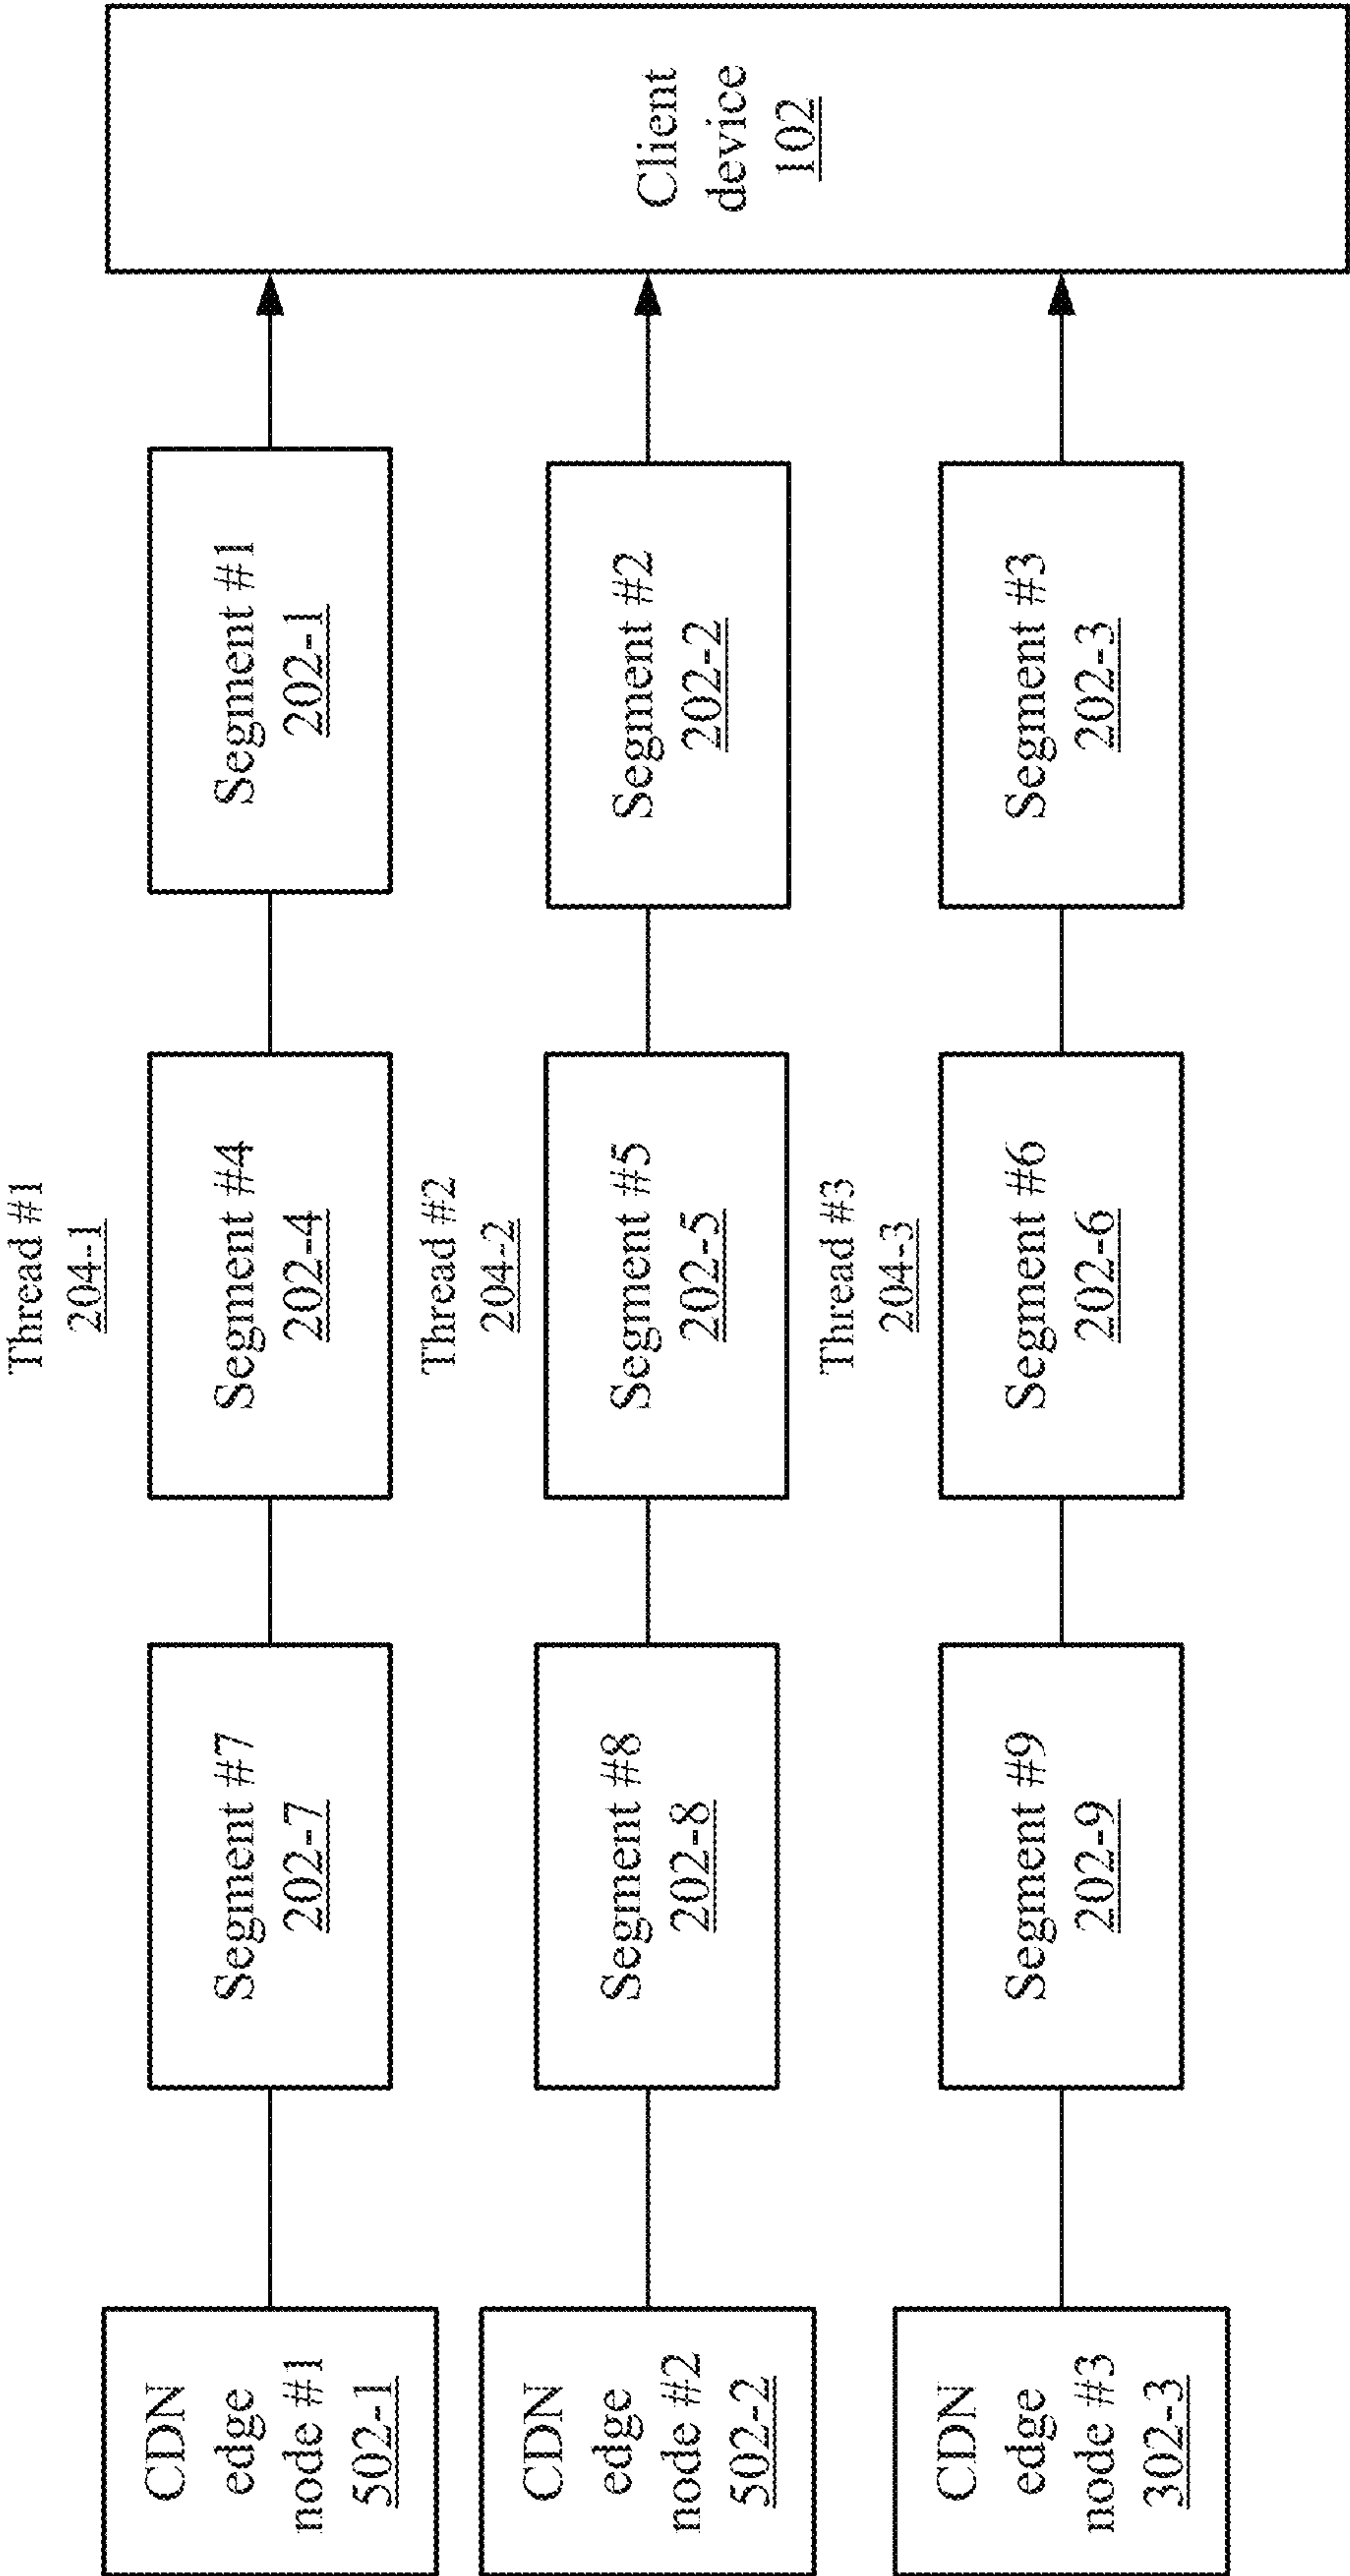 Thread #1
204-1
CDN
edge
node #1
502-1
Segment #7
202-7
Segment #4
202-4
Segment #1
202-1
Thread #2
204-2
CDN
edge
node #2
502-2
Segment #8
202-8
Segment #5
202-5
Segment #2
202-2
Thread #3
204-3
CDN
edge
node #3
302-3
Segment #9
202-9
Segment #6
202-6
Segment #3
202-3
Client
device
102